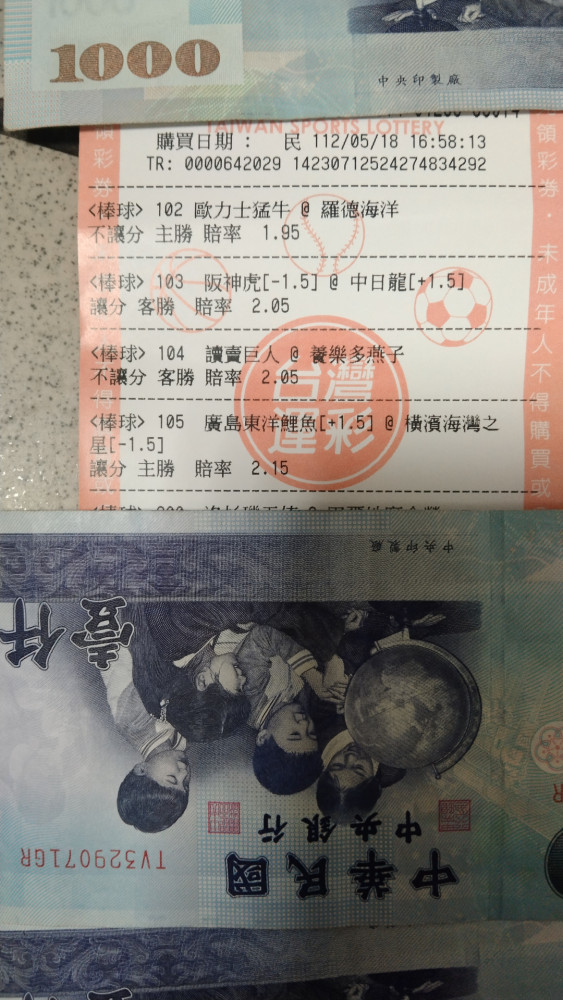 1000
中央印製廠
TAIWAN SPORTS LOTTERY
購買日期： 民 112/05/18 16:58:13
TR: 0000642029 14230712524274834292
<棒球> 102 歐力士猛牛 @ 羅德海洋
不讓分 主勝 賠率 1.95
<棒球> 103 阪神虎[-1.5] @ 中日龍[+1.5]
讓分 客勝 賠率 2.05
<棒球> 104 讀賣巨人 @ 養樂多燕子
不讓分 客勝 賠率 2.05
<棒球> 105 廣島東洋鯉魚[+1.5] @ 橫濱海灣之
星[-1.5]
讓分 主勝 賠率 2.15
台灣
運彩
領彩券
領彩券．未成年人不得購買或
中央印製廠
壹仟
中央銀行
中華民國
TV329071GR